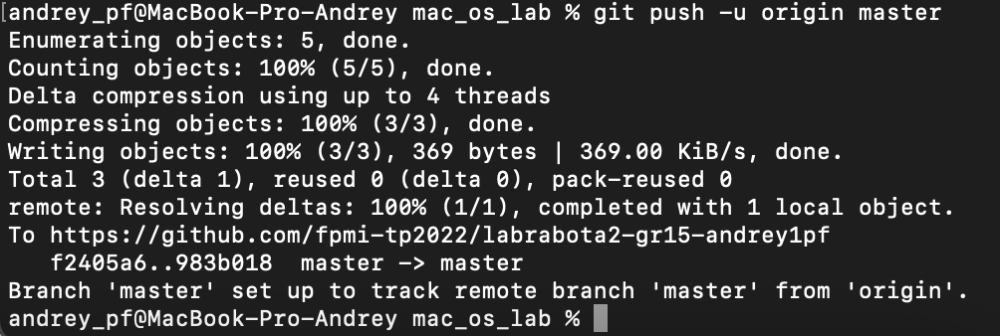 [andrey_pf@MacBook-Pro-Andrey mac_os_lab % git push -u origin master
Enumerating objects: 5, done.
Counting objects: 100% (5/5), done.
Delta compression using up to 4 threads
Compressing objects: 100% (3/3), done.
Writing objects: 100% (3/3), 369 bytes | 369.00 KiB/s, done.
Total 3 (delta 1), reused 0 (delta 0), pack-reused 0
remote: Resolving deltas: 100% (1/1), completed with 1 local object.
To https://github.com/fpmi-tp2022/labrabota2-gr15-andrey1pf
   f2405a6..983b018  master -> master
Branch 'master' set up to track remote branch 'master' from 'origin'.
andrey_pf@MacBook-Pro-Andrey mac_os_lab %